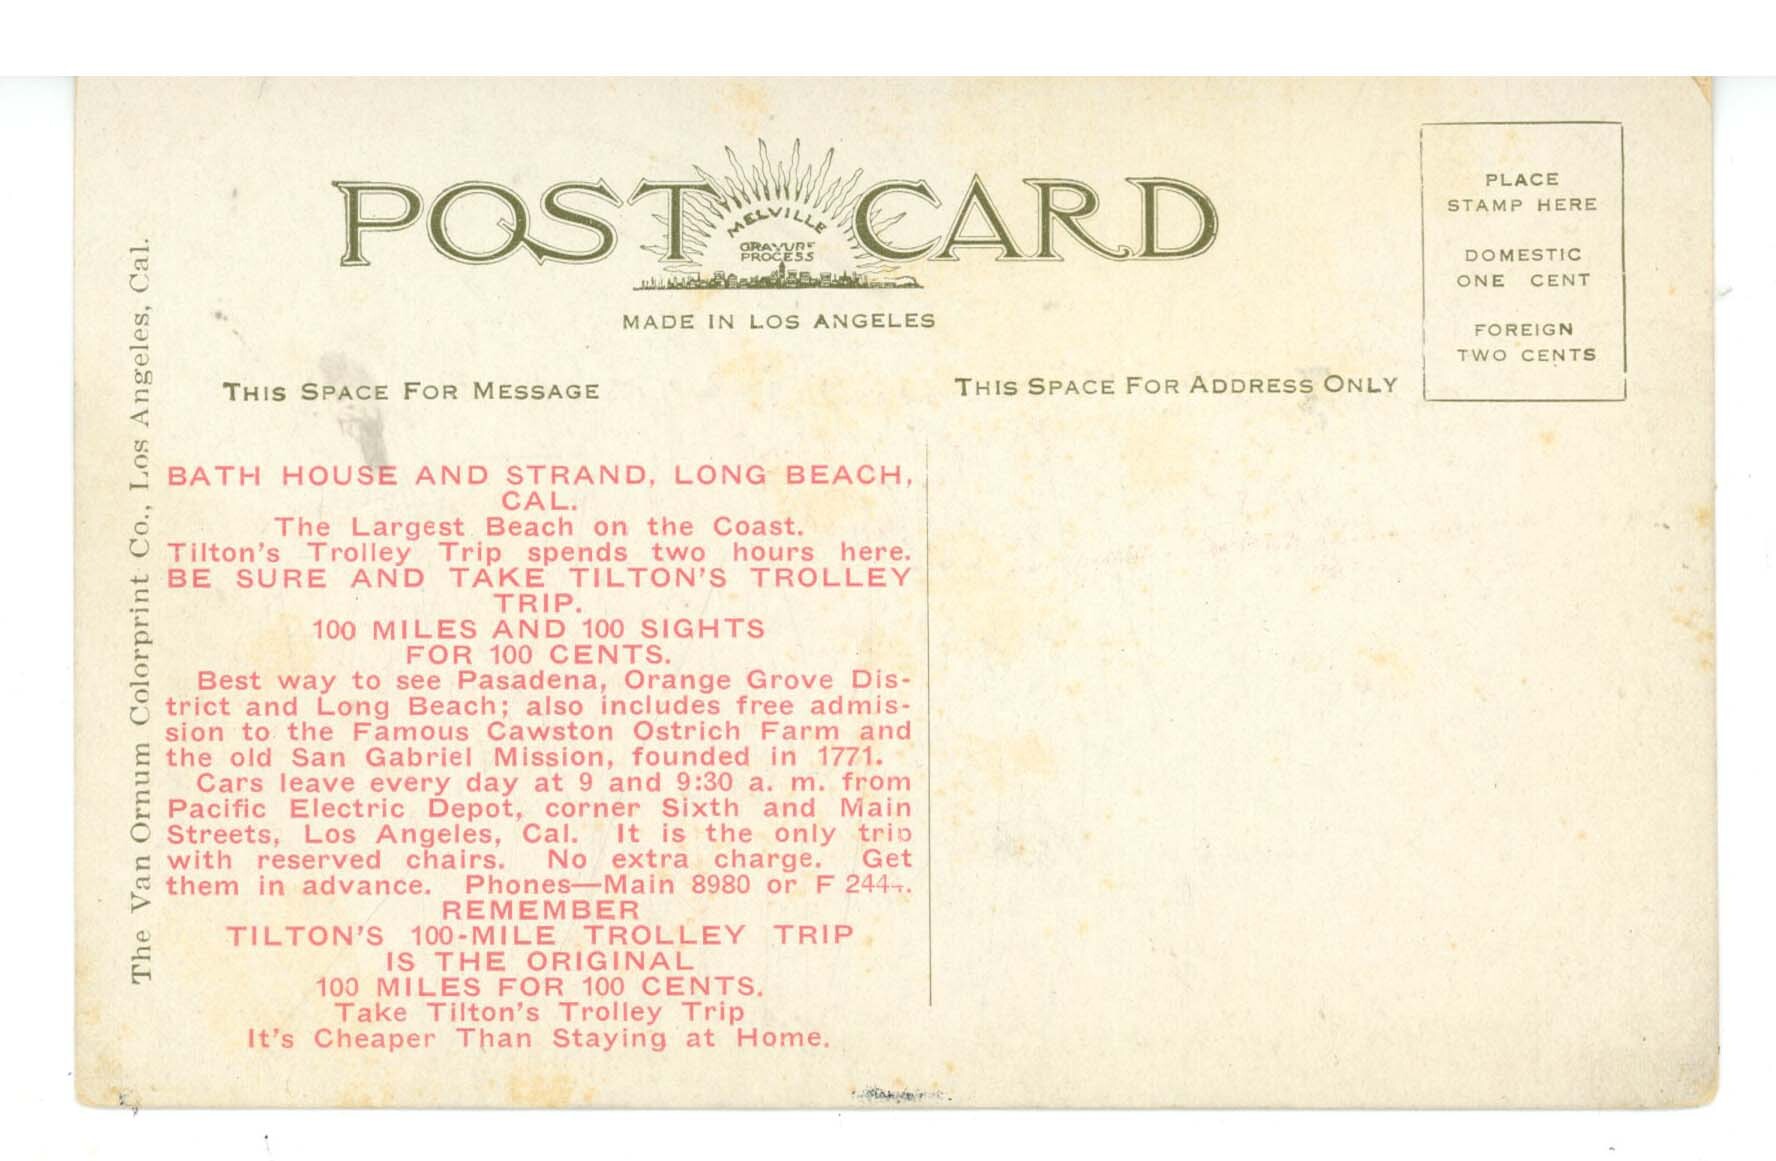 POST CARD
MELVILLE
GRAVURE
PROCESS
MADE IN LOS ANGELES
PLACE
STAMP HERE
DOMESTIC
ONE CENT
FOREIGN
TWO CENTS
THIS SPACE FOR MESSAGE
THIS SPACE FOR ADDRESS ONLY
The Van Ornum Colorprint Co., Los Angeles, Cal.
BATH HOUSE AND STRAND, LONG BEACH,
CAL.
The Largest Beach on the Coast.
Tilton's Trolley Trip spends two hours here.
BE SURE AND TAKE TILTON'S TROLLEY
TRIP.
100 MILES AND 100 SIGHTS
FOR 100 CENTS.
Best way to see Pasadena, Orange Grove Dis-
trict and Long Beach; also includes free admis-
sion to the Famous Cawston Ostrich Farm and
the old San Gabriel Mission, founded in 1771.
Cars leave every day at 9 and 9:30 a. m. from
Pacific Electric Depot, corner Sixth and Main
Streets, Los Angeles, Cal. It is the only trip
with reserved chairs. No extra charge. Get
them in advance. Phones—Main 8980 or F 2444.
REMEMBER
TILTON'S 100-MILE TROLLEY TRIP
IS THE ORIGINAL
100 MILES FOR 100 CENTS.
Take Tilton's Trolley Trip
It's Cheaper Than Staying at Home.